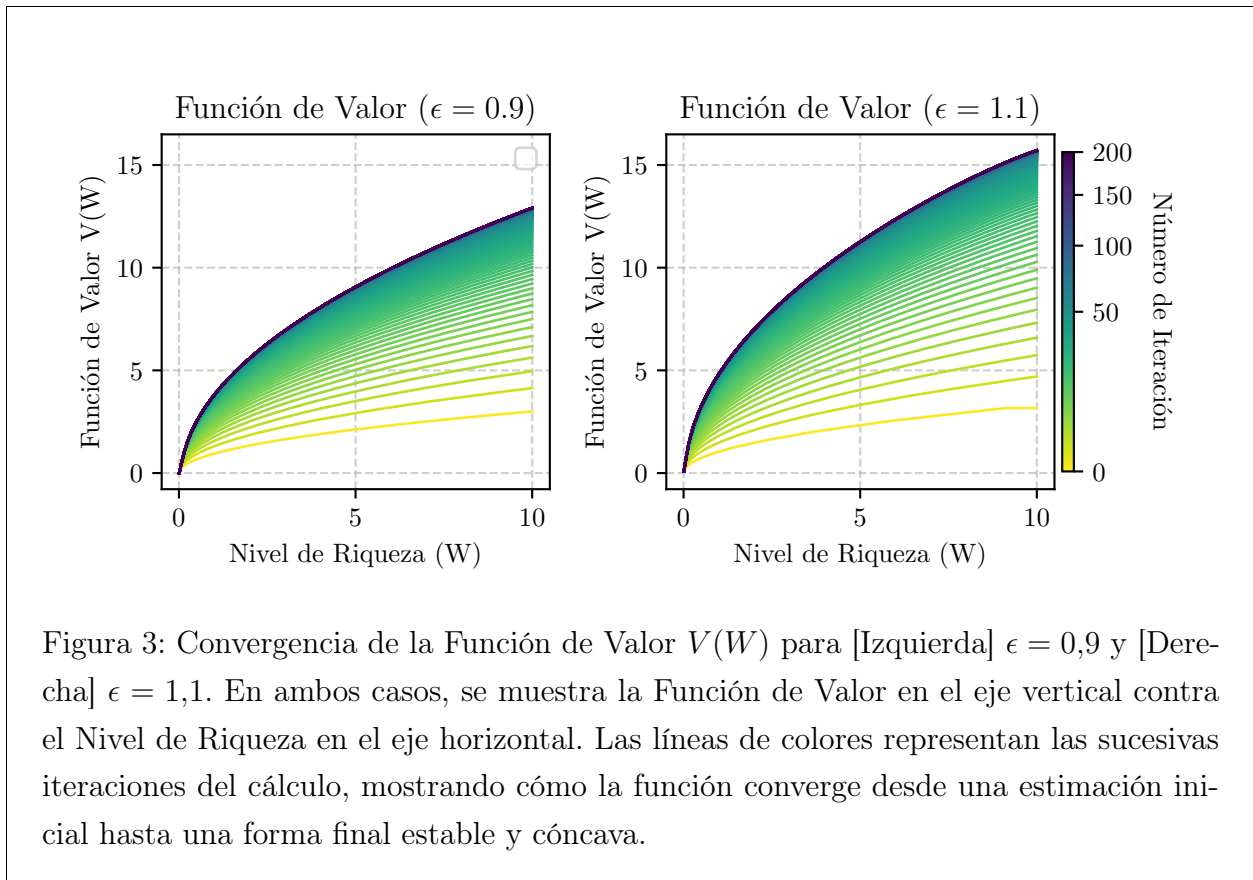 Función de Valor (ϵ = 0.9)
Función de Valor V(W)
15
10
5
0
0
5
10
Nivel de Riqueza (W)
Función de Valor (ϵ = 1.1)
Función de Valor V(W)
15
10
5
0
0
5
10
Nivel de Riqueza (W)
200
150
100
50
0
Número de Iteración
Figura 3: Convergencia de la Función de Valor V(W) para [Izquierda] ϵ = 0,9 y [Dere-
cha] ϵ = 1,1. En ambos casos, se muestra la Función de Valor en el eje vertical contra
el Nivel de Riqueza en el eje horizontal. Las líneas de colores representan las sucesivas
iteraciones del cálculo, mostrando cómo la función converge desde una estimación ini-
cial hasta una forma final estable y cóncava.